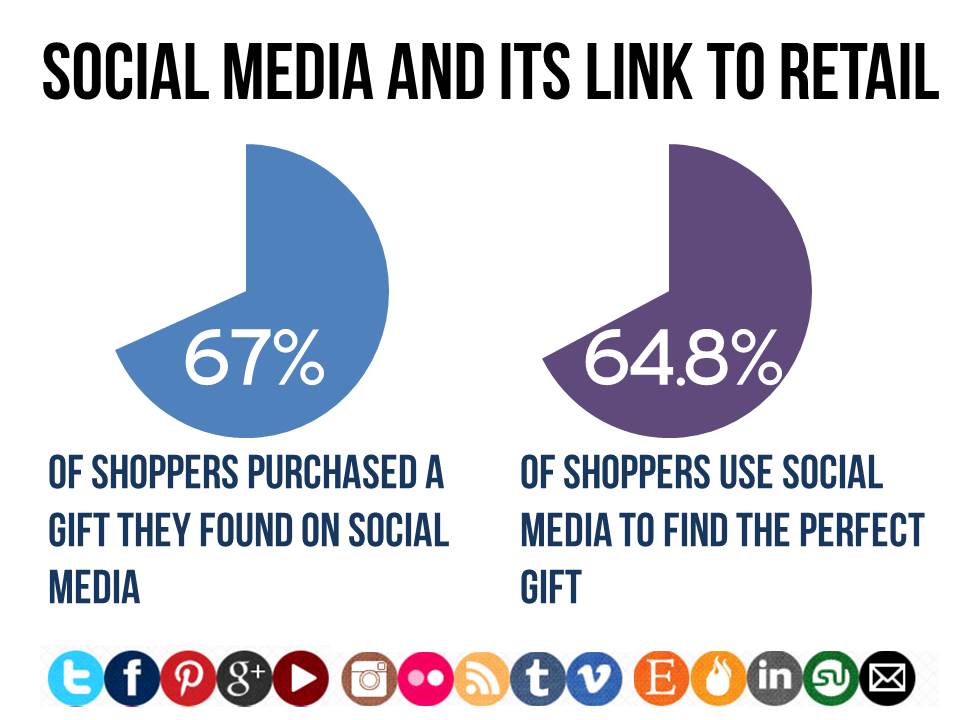 SOCIAL MEDIA AND ITS LINK TO RETAIL
67%
OF SHOPPERS PURCHASED A
GIFT THEY FOUND ON SOCIAL
MEDIA
64.8%
OF SHOPPERS USE SOCIAL
MEDIA TO FIND THE PERFECT
GIFT
f g+ t E in